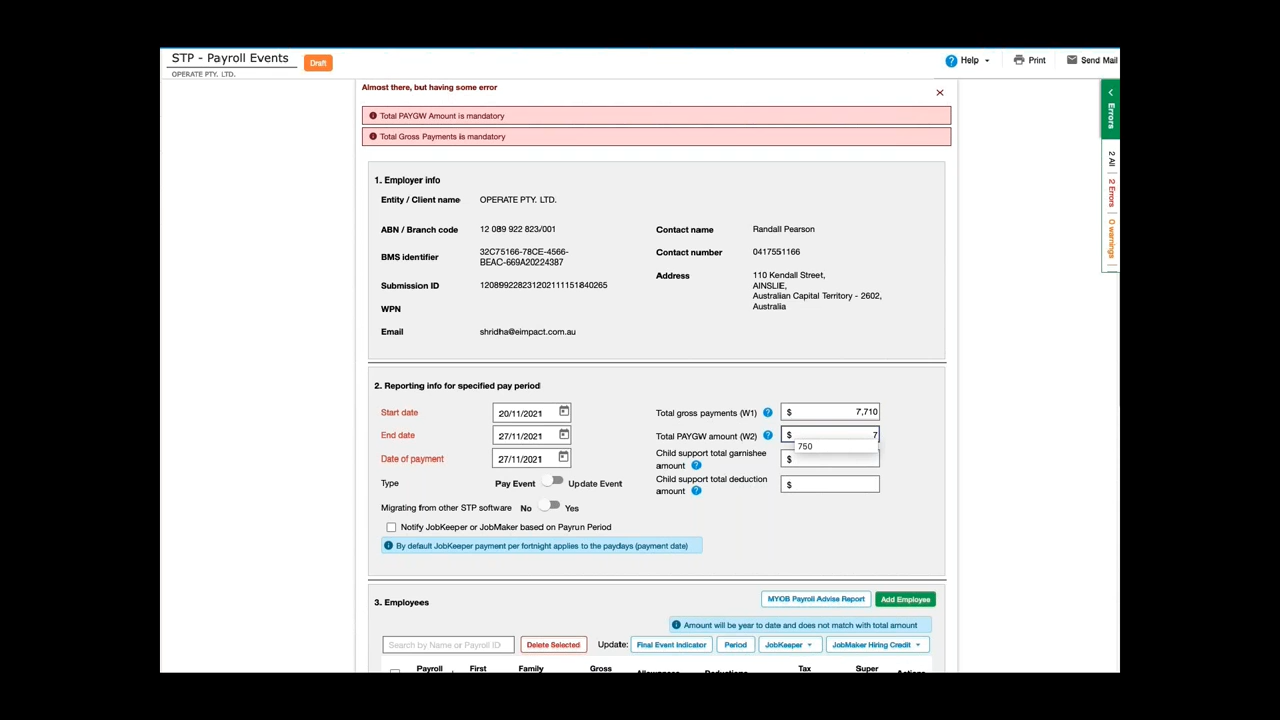 STP - Payroll Events
Draft
OPERATE PTY. LTD.
Help
Print
Send Mail
Almost there, but having some error
Total PAYGW Amount is mandatory
Total Gross Payments is mandatory
Errors
2 All
2 Errors
0 warnings
1. Employer info
Entity / Client name OPERATE PTY. LTD.
ABN / Branch code 12 089 922 823/001 Contact name Randall Pearson
BMS identifier 32C75166-78CE-4566-
BEAC-669A20224387
Contact number 0417551166
Submission ID 120899228231202111151840265
Address 110 Kendall Street,
AINSLIE,
Australian Capital Territory - 2602,
Australia
WPN
Email shridha@eimpact.com.au
2. Reporting info for specified pay period
Start date 20/11/2021 Total gross payments (W1) $ 7,710
End date 27/11/2021 Total PAYGW amount (W2) $ 7
750
Date of payment 27/11/2021 Child support total garnishee
amount $
Type Pay Event Update Event Child support total deduction
amount $
Migrating from other STP software No Yes
Notify JobKeeper or JobMaker based on Payrun Period
By default JobKeeper payment per fortnight applies to the paydays (payment date)
3. Employees
MYOB Payroll Advise Report
Add Employee
Amount will be year to date and does not match with total amount
Search by Name or Payroll ID
Delete Selected
Update: Final Event Indicator Period JobKeeper JobMaker Hiring Credit
Payroll First Family Gross Allowances Deductions Tax Super Actions